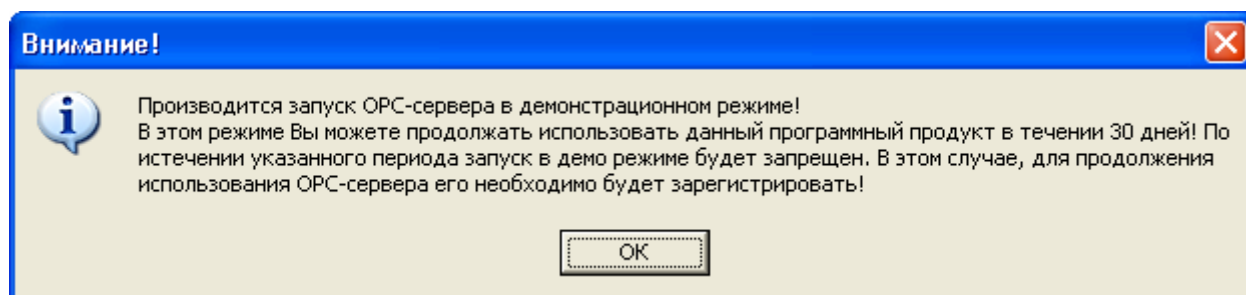 Внимание!
Производится запуск OPC-сервера в демонстрационном режиме!
В этом режиме Вы можете продолжать использовать данный программный продукт в течении 30 дней! По
истечении указанного периода запуск в демо режиме будет запрещен. В этом случае, для продолжения
использования OPC-сервера его необходимо будет зарегистрировать!
ОК